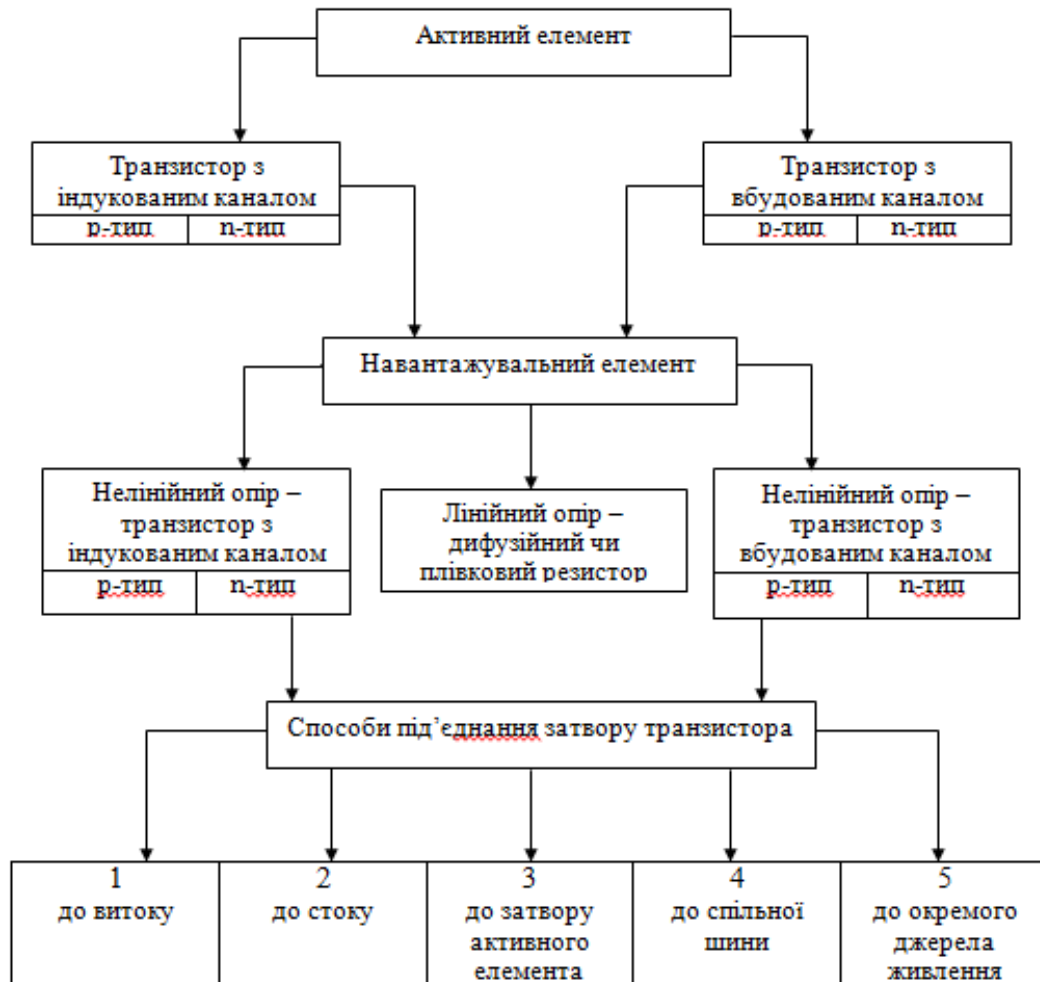 Активний елемент
Транзистор з
індукованим каналом
р-тип
n-тип
Транзистор з
вбудованим каналом
р-тип
n-тип
Навантажувальний елемент
Нелінійний опір –
транзистор з
індукованим каналом
р-тип
n-тип
Лінійний опір –
дифузійний чи
плівковий резистор
Нелінійний опір –
транзистор з
вбудованим каналом
р-тип
n-тип
Способи під’єднання затвору транзистора
1
до витоку
2
до стоку
3
до затвору
активного
елемента
4
до спільної
шини
5
до окремого
джерела
живлення